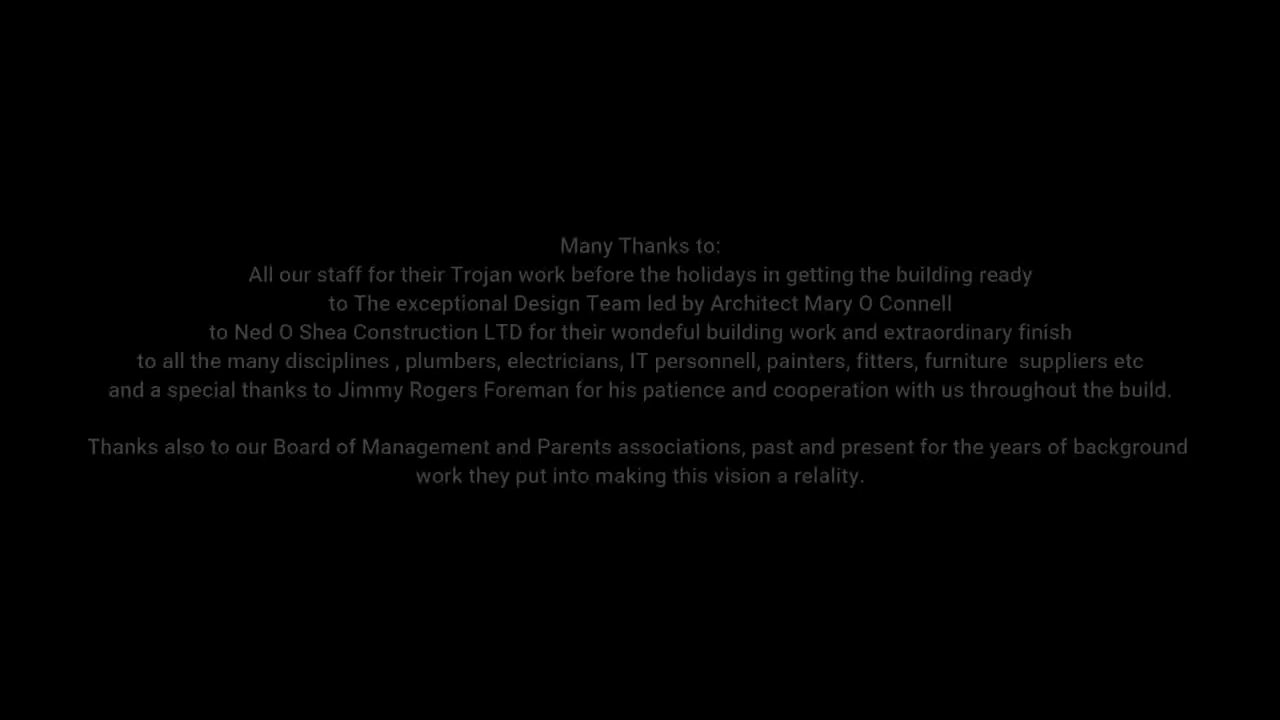 Many Thanks to:
All our staff for their Trojan work before the holidays in getting the building ready
to The exceptional Design Team led by Architect Mary O Connell
to Ned O Shea Construction LTD for their wondeful building work and extraordinary finish
to all the many disciplines , plumbers, electricians, IT personnell, painters, fitters, furniture  suppliers etc
and a special thanks to Jimmy Rogers Foreman for his patience and cooperation with us throughout the build.
Thanks also to our Board of Management and Parents associations, past and present for the years of background
work they put into making this vision a relality.